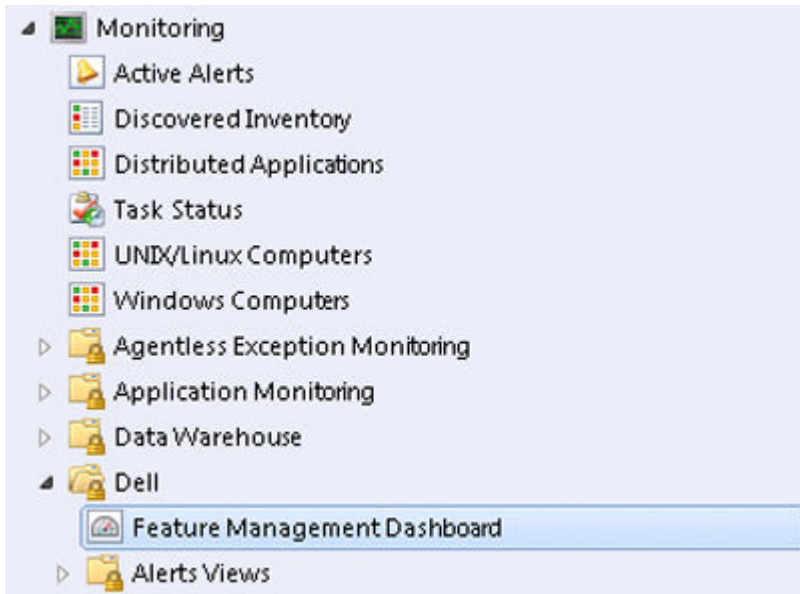 Monitoring
Active Alerts
Discovered Inventory
Distributed Applications
Task Status
UNIX/Linux Computers
Windows Computers
Agentless Exception Monitoring
Application Monitoring
Data Warehouse
Dell
Feature Management Dashboard
Alerts Views